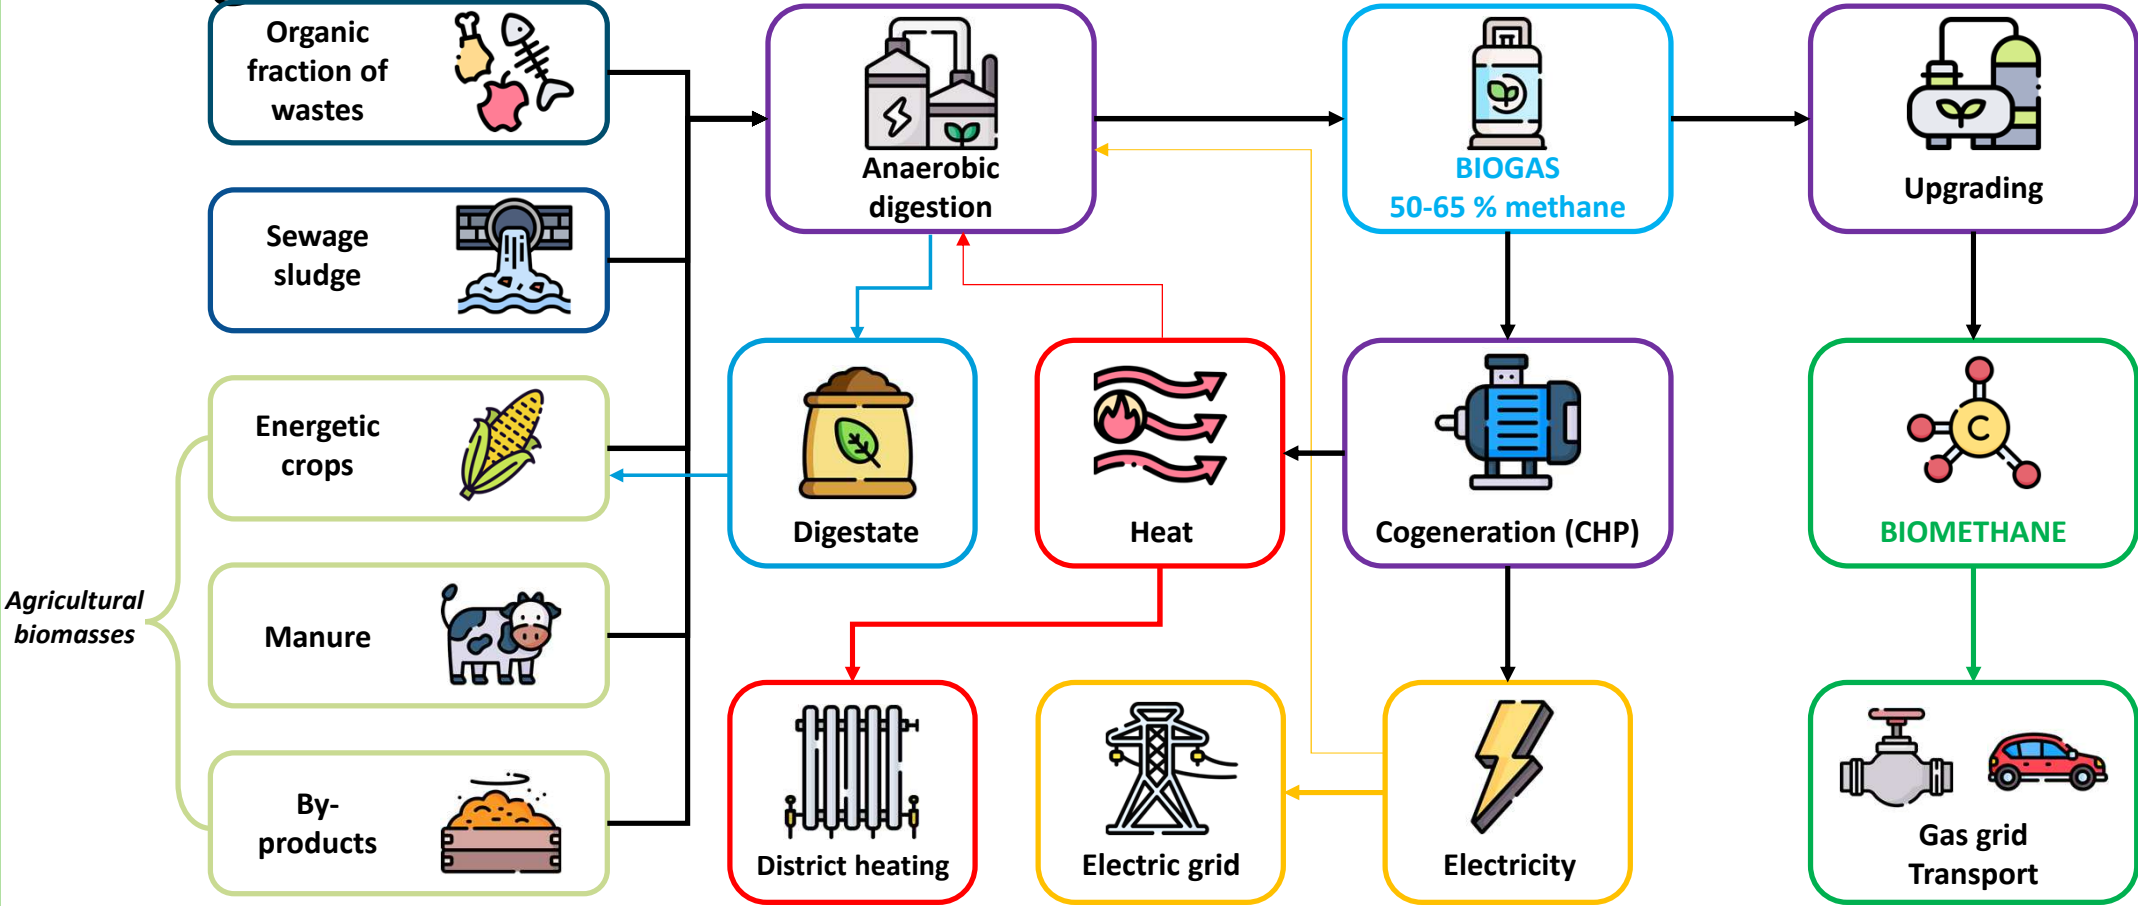 Organic
fraction of
wastes
Anaerobic
digestion
BIOGAS
50-65 % methane
Upgrading
Sewage
sludge
Energetic
crops
Digestate
Heat
Cogeneration (CHP)
C
BIOMETHANE
Agricultural
biomasses
Manure
By-
products
District heating
Electric grid
Electricity
Gas grid
Transport